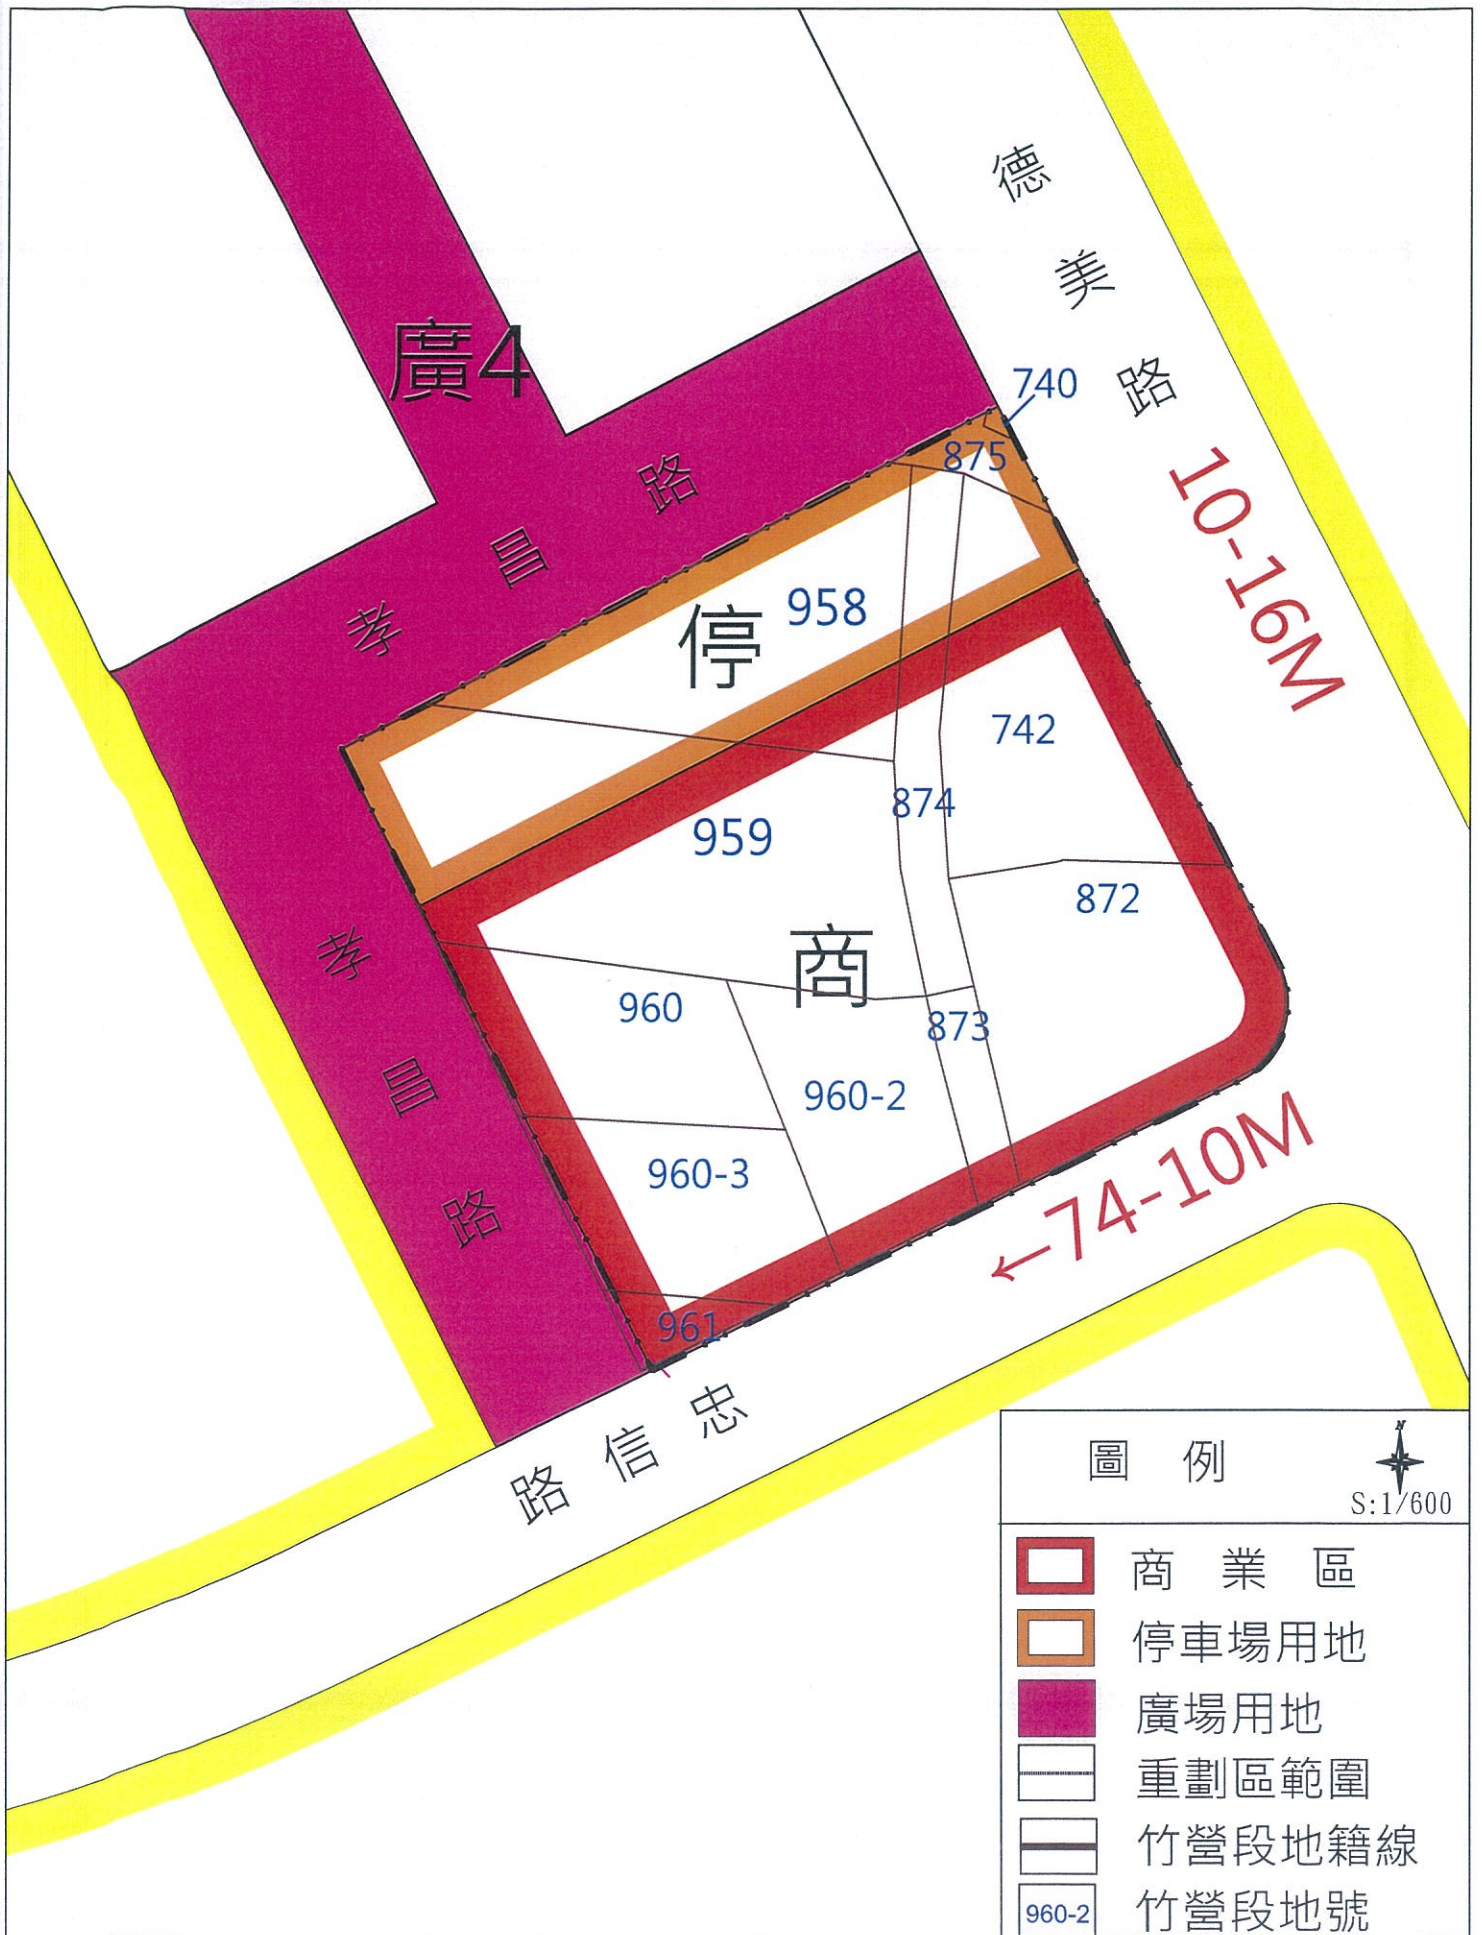 德美路
10-16M
廣4
740
875
孝昌路
958
停
742
874
959
872
商
孝昌路
960
873
960-2
960-3
←74-10M
961
路信忠
圖例
N
S:1/600
商業區
停車場用地
廣場用地
重劃區範圍
竹營段地籍線
960-2 竹營段地號